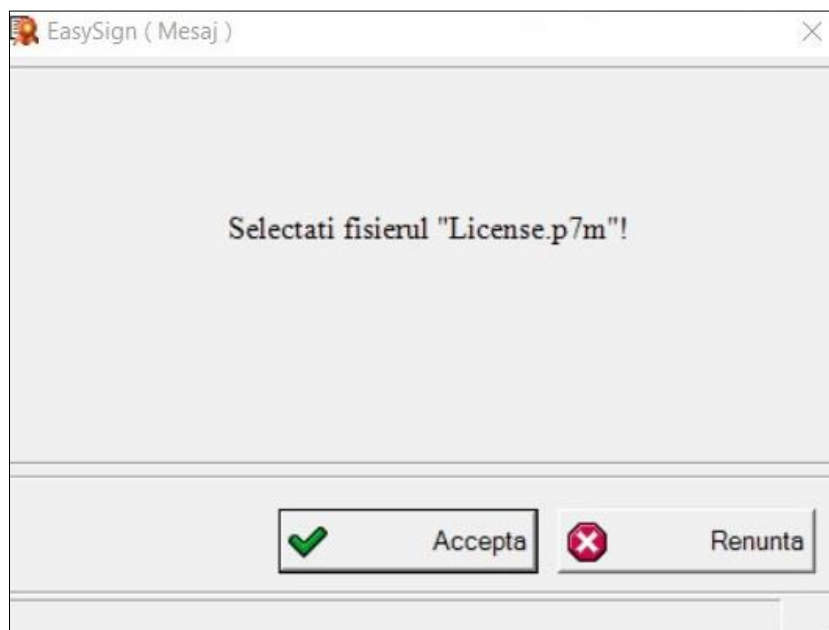 EasySign ( Mesaj )
Selectati fisierul "License.p7m"!
Accepta
Renunta